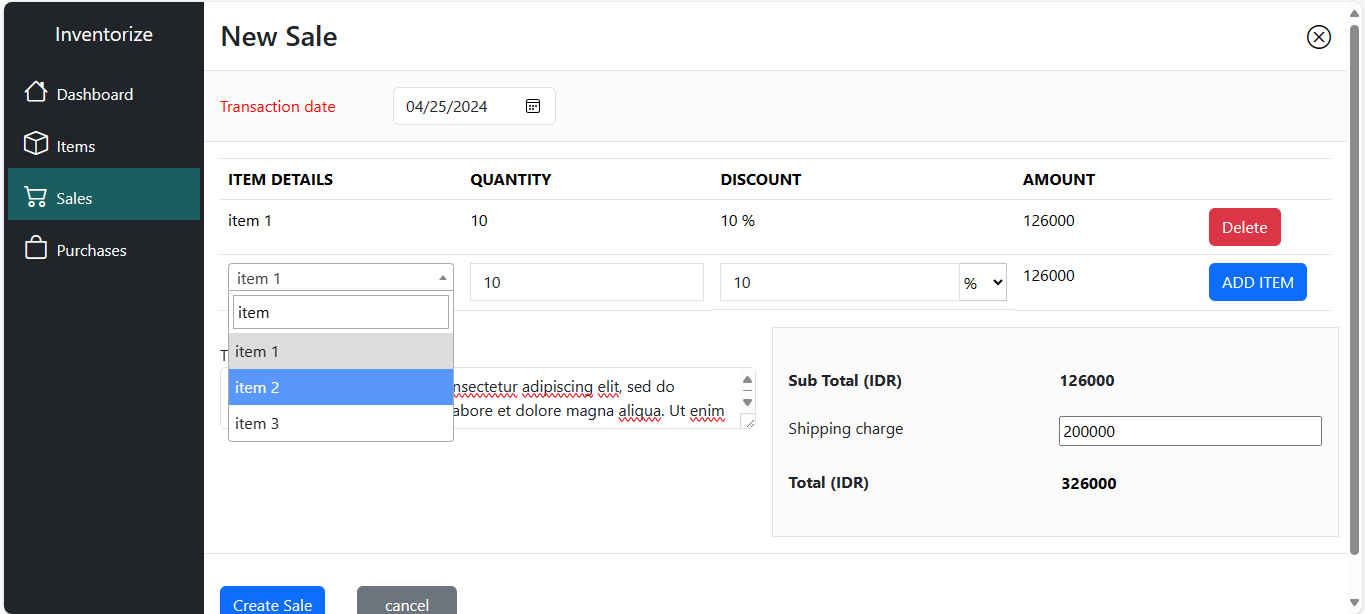 Inventorize
Dashboard
Items
Sales
Purchases
New Sale
Transaction date 04/25/2024
ITEM DETAILS QUANTITY DISCOUNT AMOUNT
item 1 10 10 % 126000 Delete
item 1 10 10 % 126000 ADD ITEM
item
item 1
item 2
item 3
T
nsectetur adipiscing elit, sed do
abore et dolore magna aliqua. Ut enim
Sub Total (IDR) 126000
Shipping charge 200000
Total (IDR) 326000
Create Sale cancel